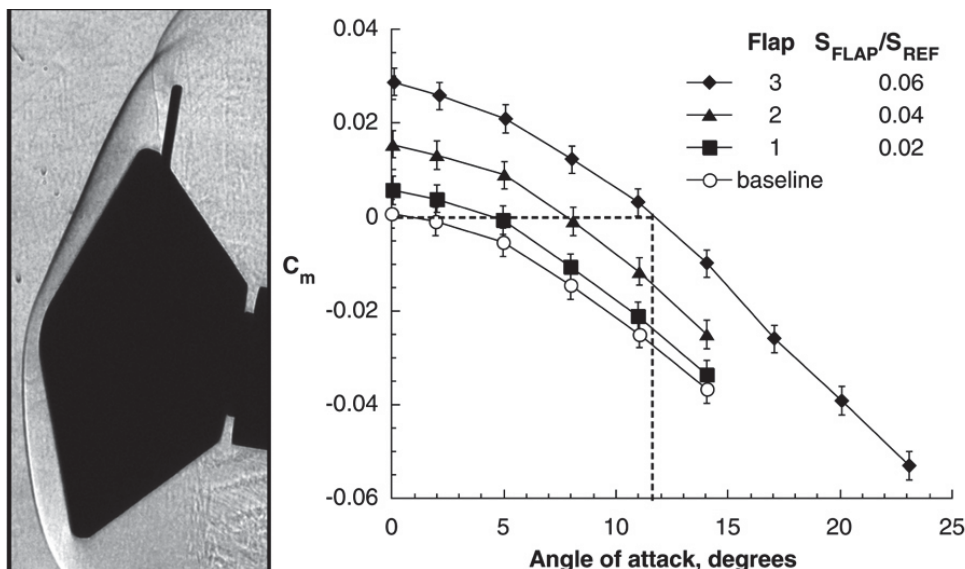 0.04
0.02
0
-0.02
-0.04
-0.06
C_m
Flap S_FLAP/S_REF
3 0.06
2 0.04
1 0.02
baseline
0 5 10 15 20 25
Angle of attack, degrees